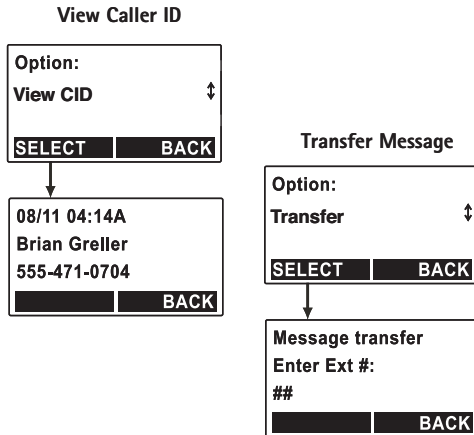 View Caller ID
Option:
View CID
SELECT BACK
08/11 04:14A
Brian Greller
555-471-0704
BACK
Transfer Message
Option:
Transfer
SELECT BACK
Message transfer
Enter Ext #:
##
BACK